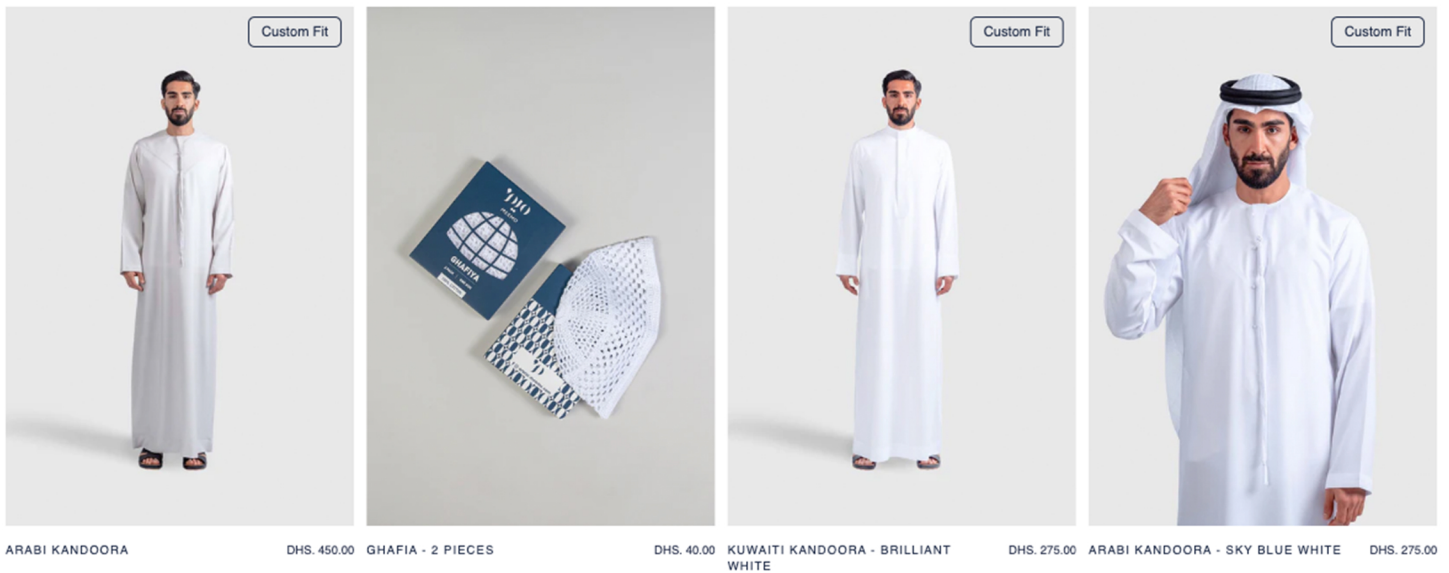 Custom Fit
ARABI KANDOORA
DHS. 450.00
GHAFIYA
GHAFIA - 2 PIECES
DHS. 40.00
Custom Fit
KUWAITI KANDOORA - BRILLIANT
WHITE
DHS. 275.00
Custom Fit
ARABI KANDOORA - SKY BLUE WHITE
DHS. 275.00